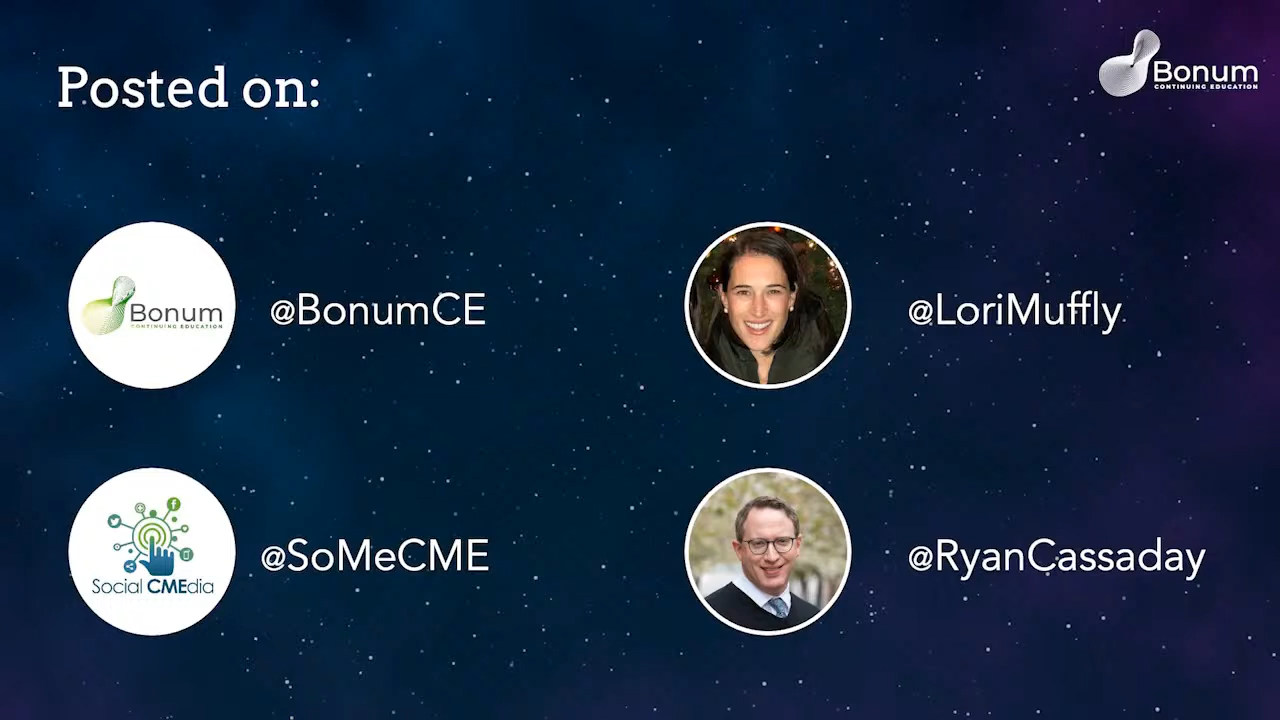 Posted on:
Bonum
CONTINUING EDUCATION
Bonum
CONTINUING EDUCATION
@BonumCE
@LoriMuffly
Social CMEdia
@SoMeCME
@RyanCassaday